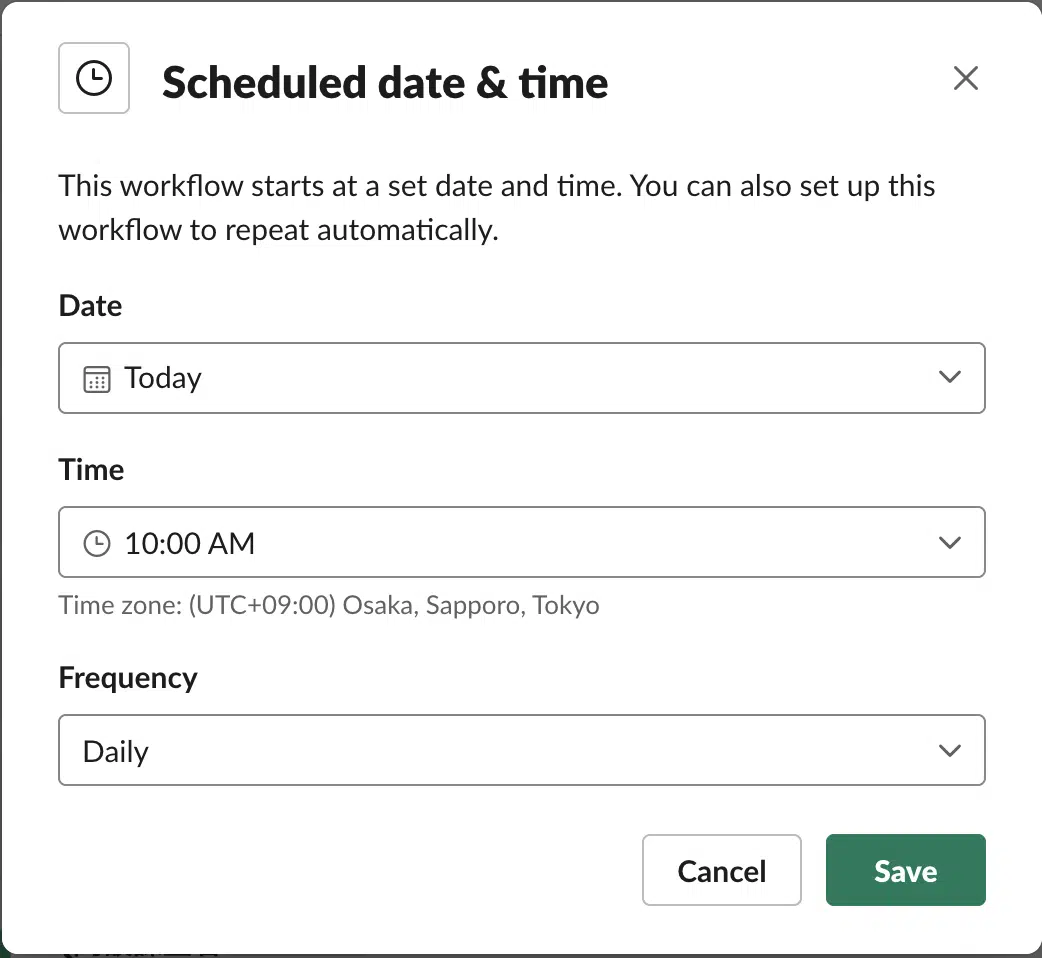 Scheduled date & time
This workflow starts at a set date and time. You can also set up this
workflow to repeat automatically.
Date
Today
Time
10:00 AM
Time zone: (UTC+09:00) Osaka, Sapporo, Tokyo
Frequency
Daily
Cancel
Save